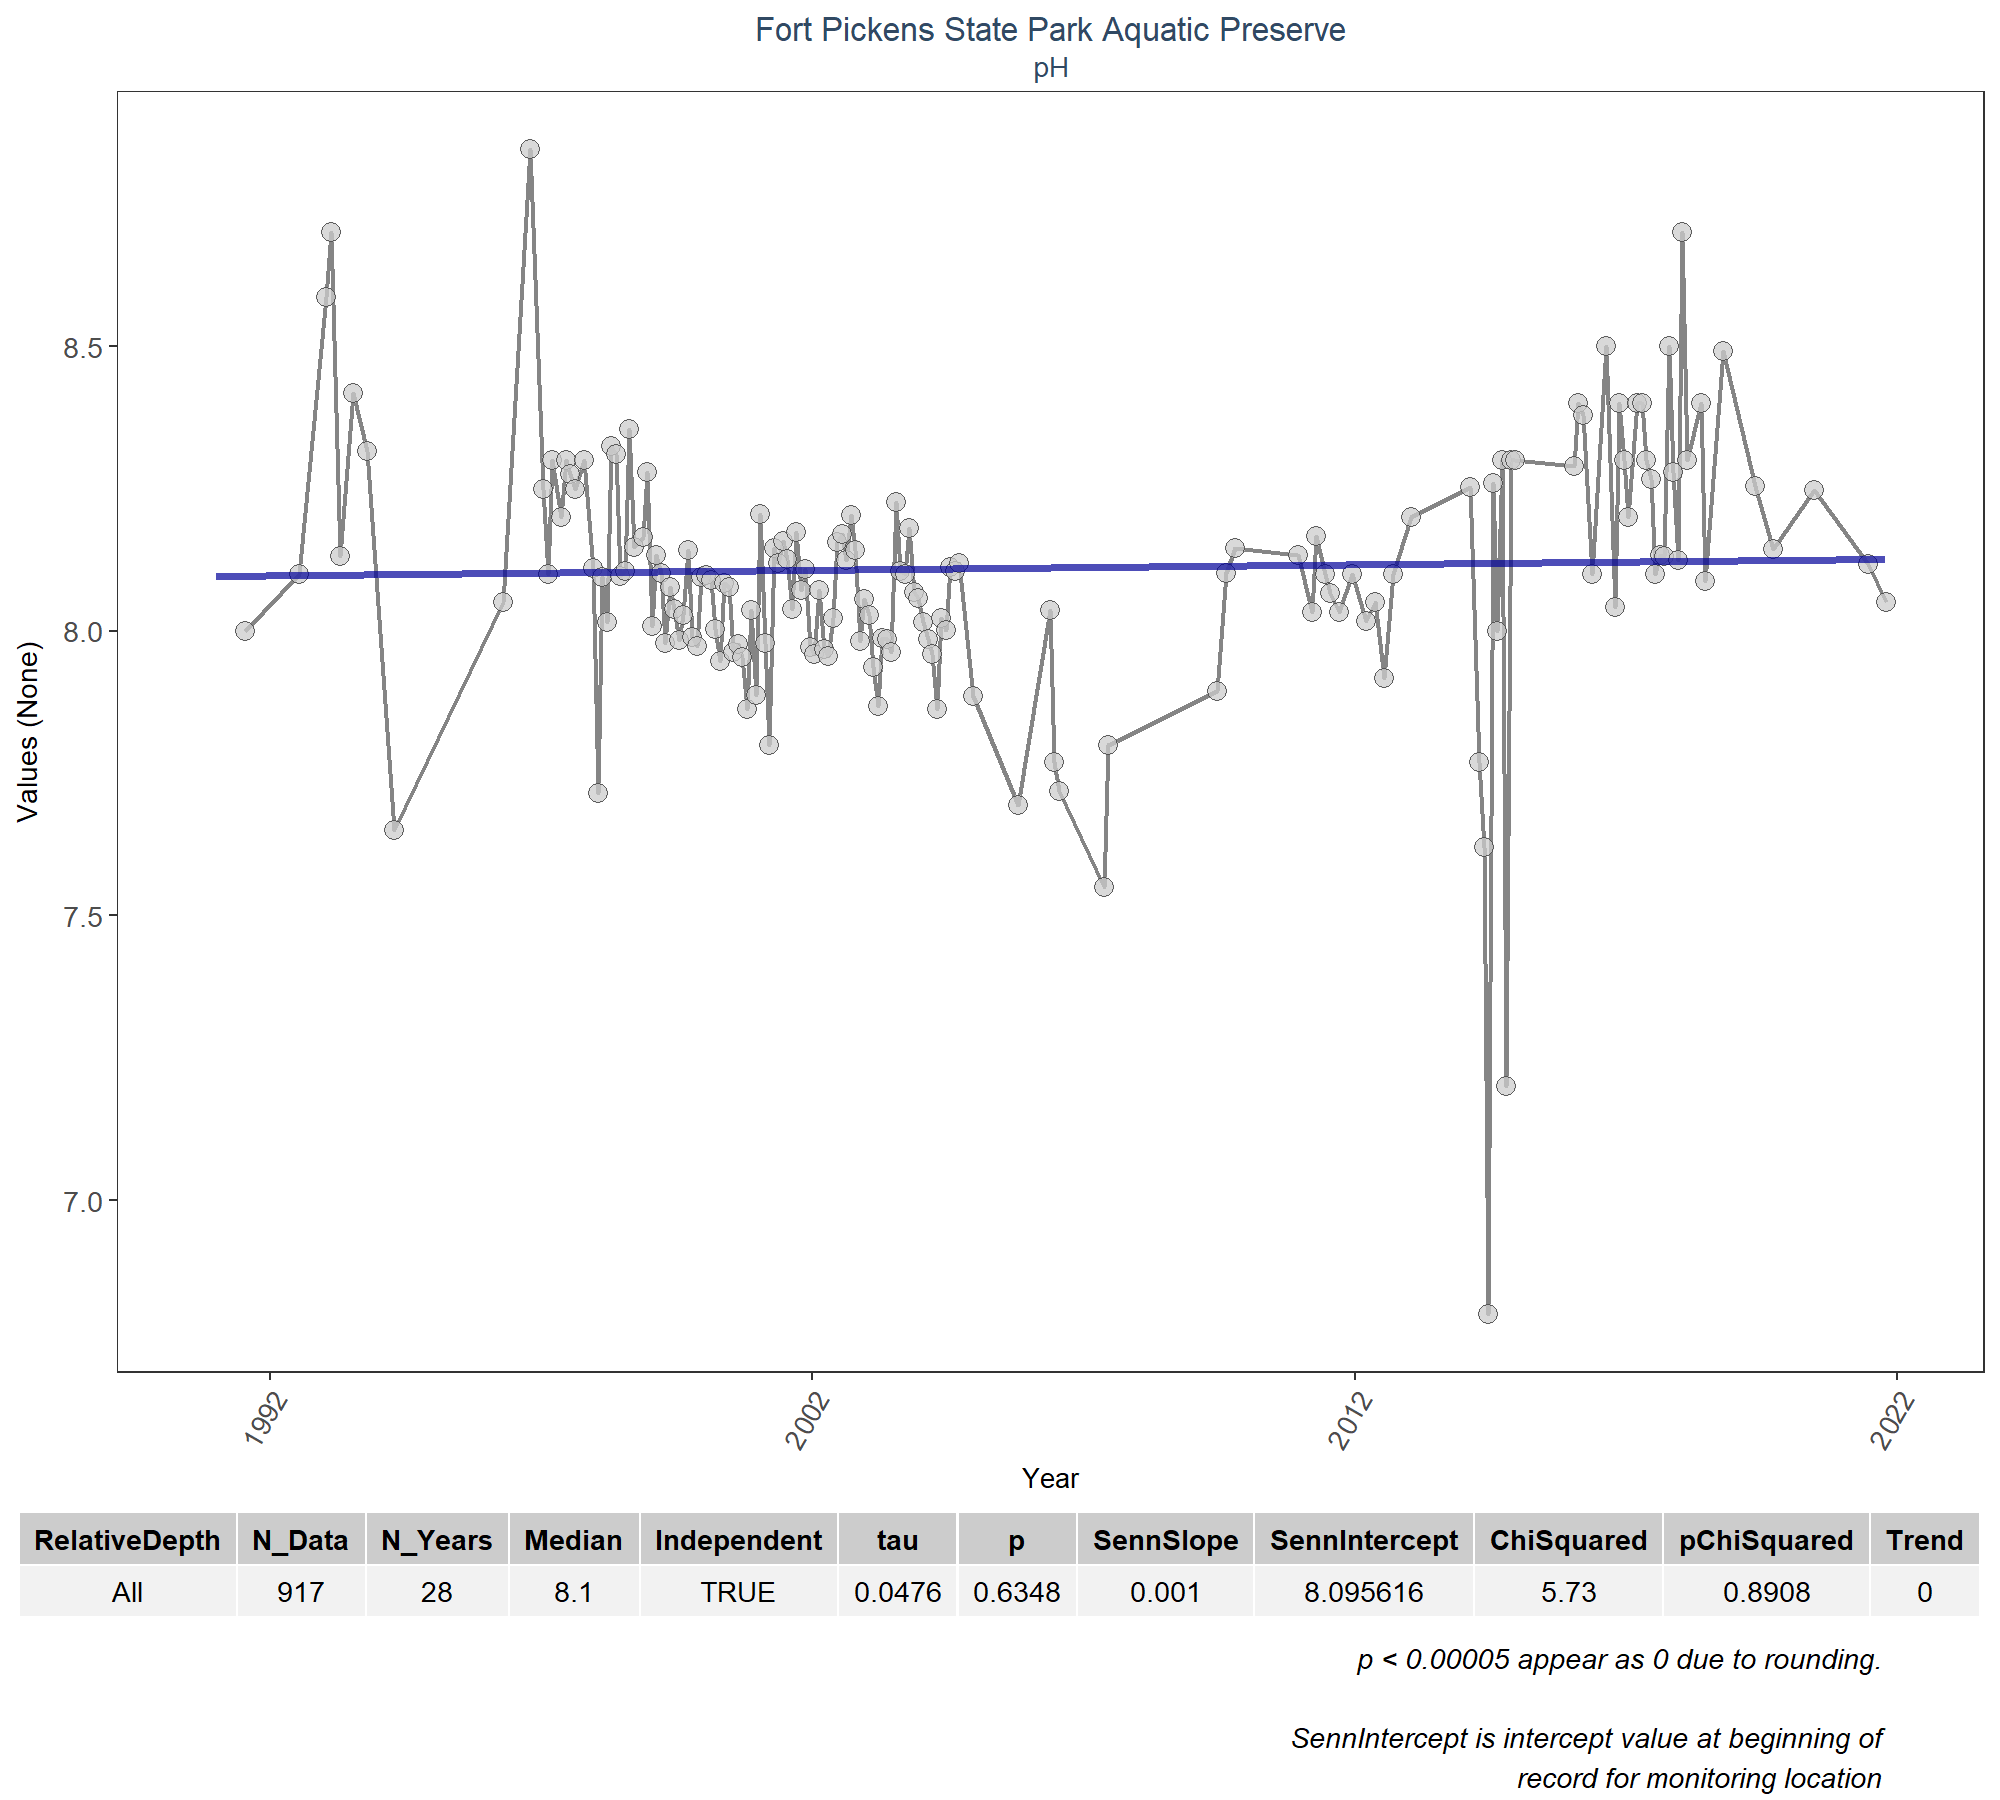 Fort Pickens State Park Aquatic Preserve
pH
Values (None)
8.5
8.0
7.5
7.0
1992 2002 2012 2022
Year
RelativeDepth N_Data N_Years Median Independent tau p SennSlope SennIntercept ChiSquared pChiSquared Trend
All 917 28 8.1 TRUE 0.0476 0.6348 0.001 8.095616 5.73 0.8908 0
p < 0.00005 appear as 0 due to rounding.
SennIntercept is intercept value at beginning of
record for monitoring location